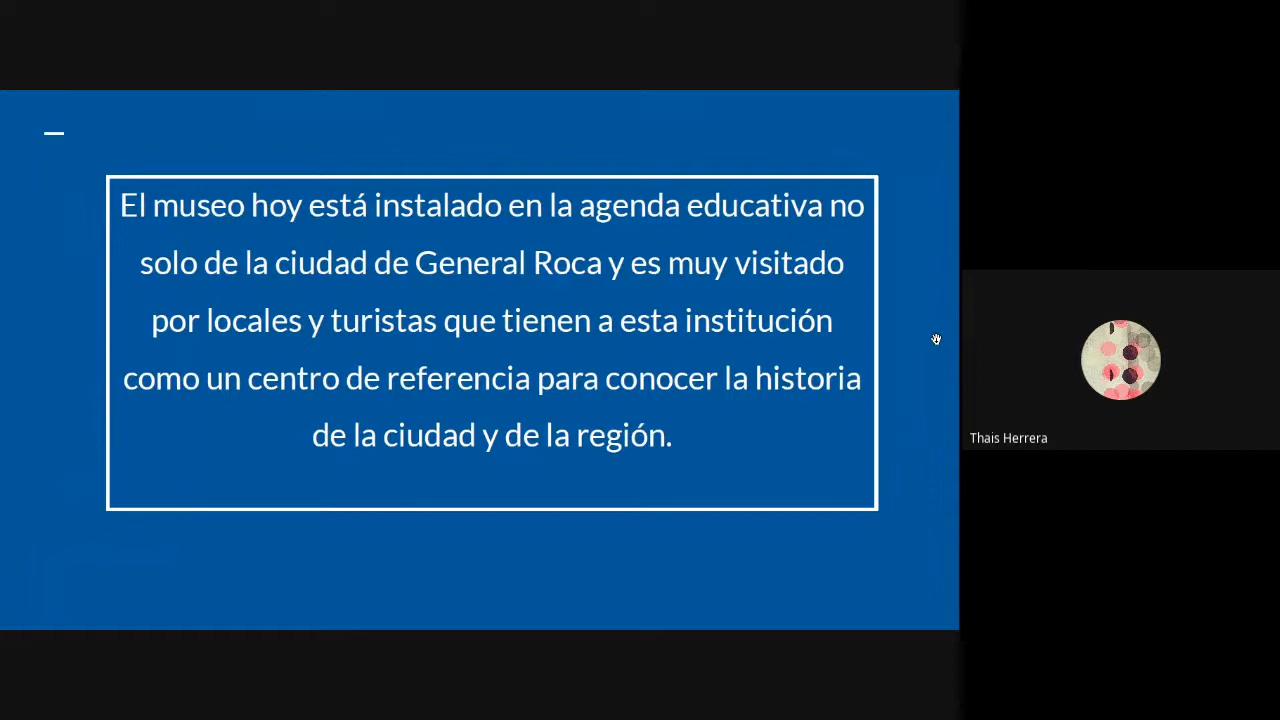 El museo hoy está instalado en la agenda educativa no
solo de la ciudad de General Roca y es muy visitado
por locales y turistas que tienen a esta institución
como un centro de referencia para conocer la historia
de la ciudad y de la región.
Thais Herrera